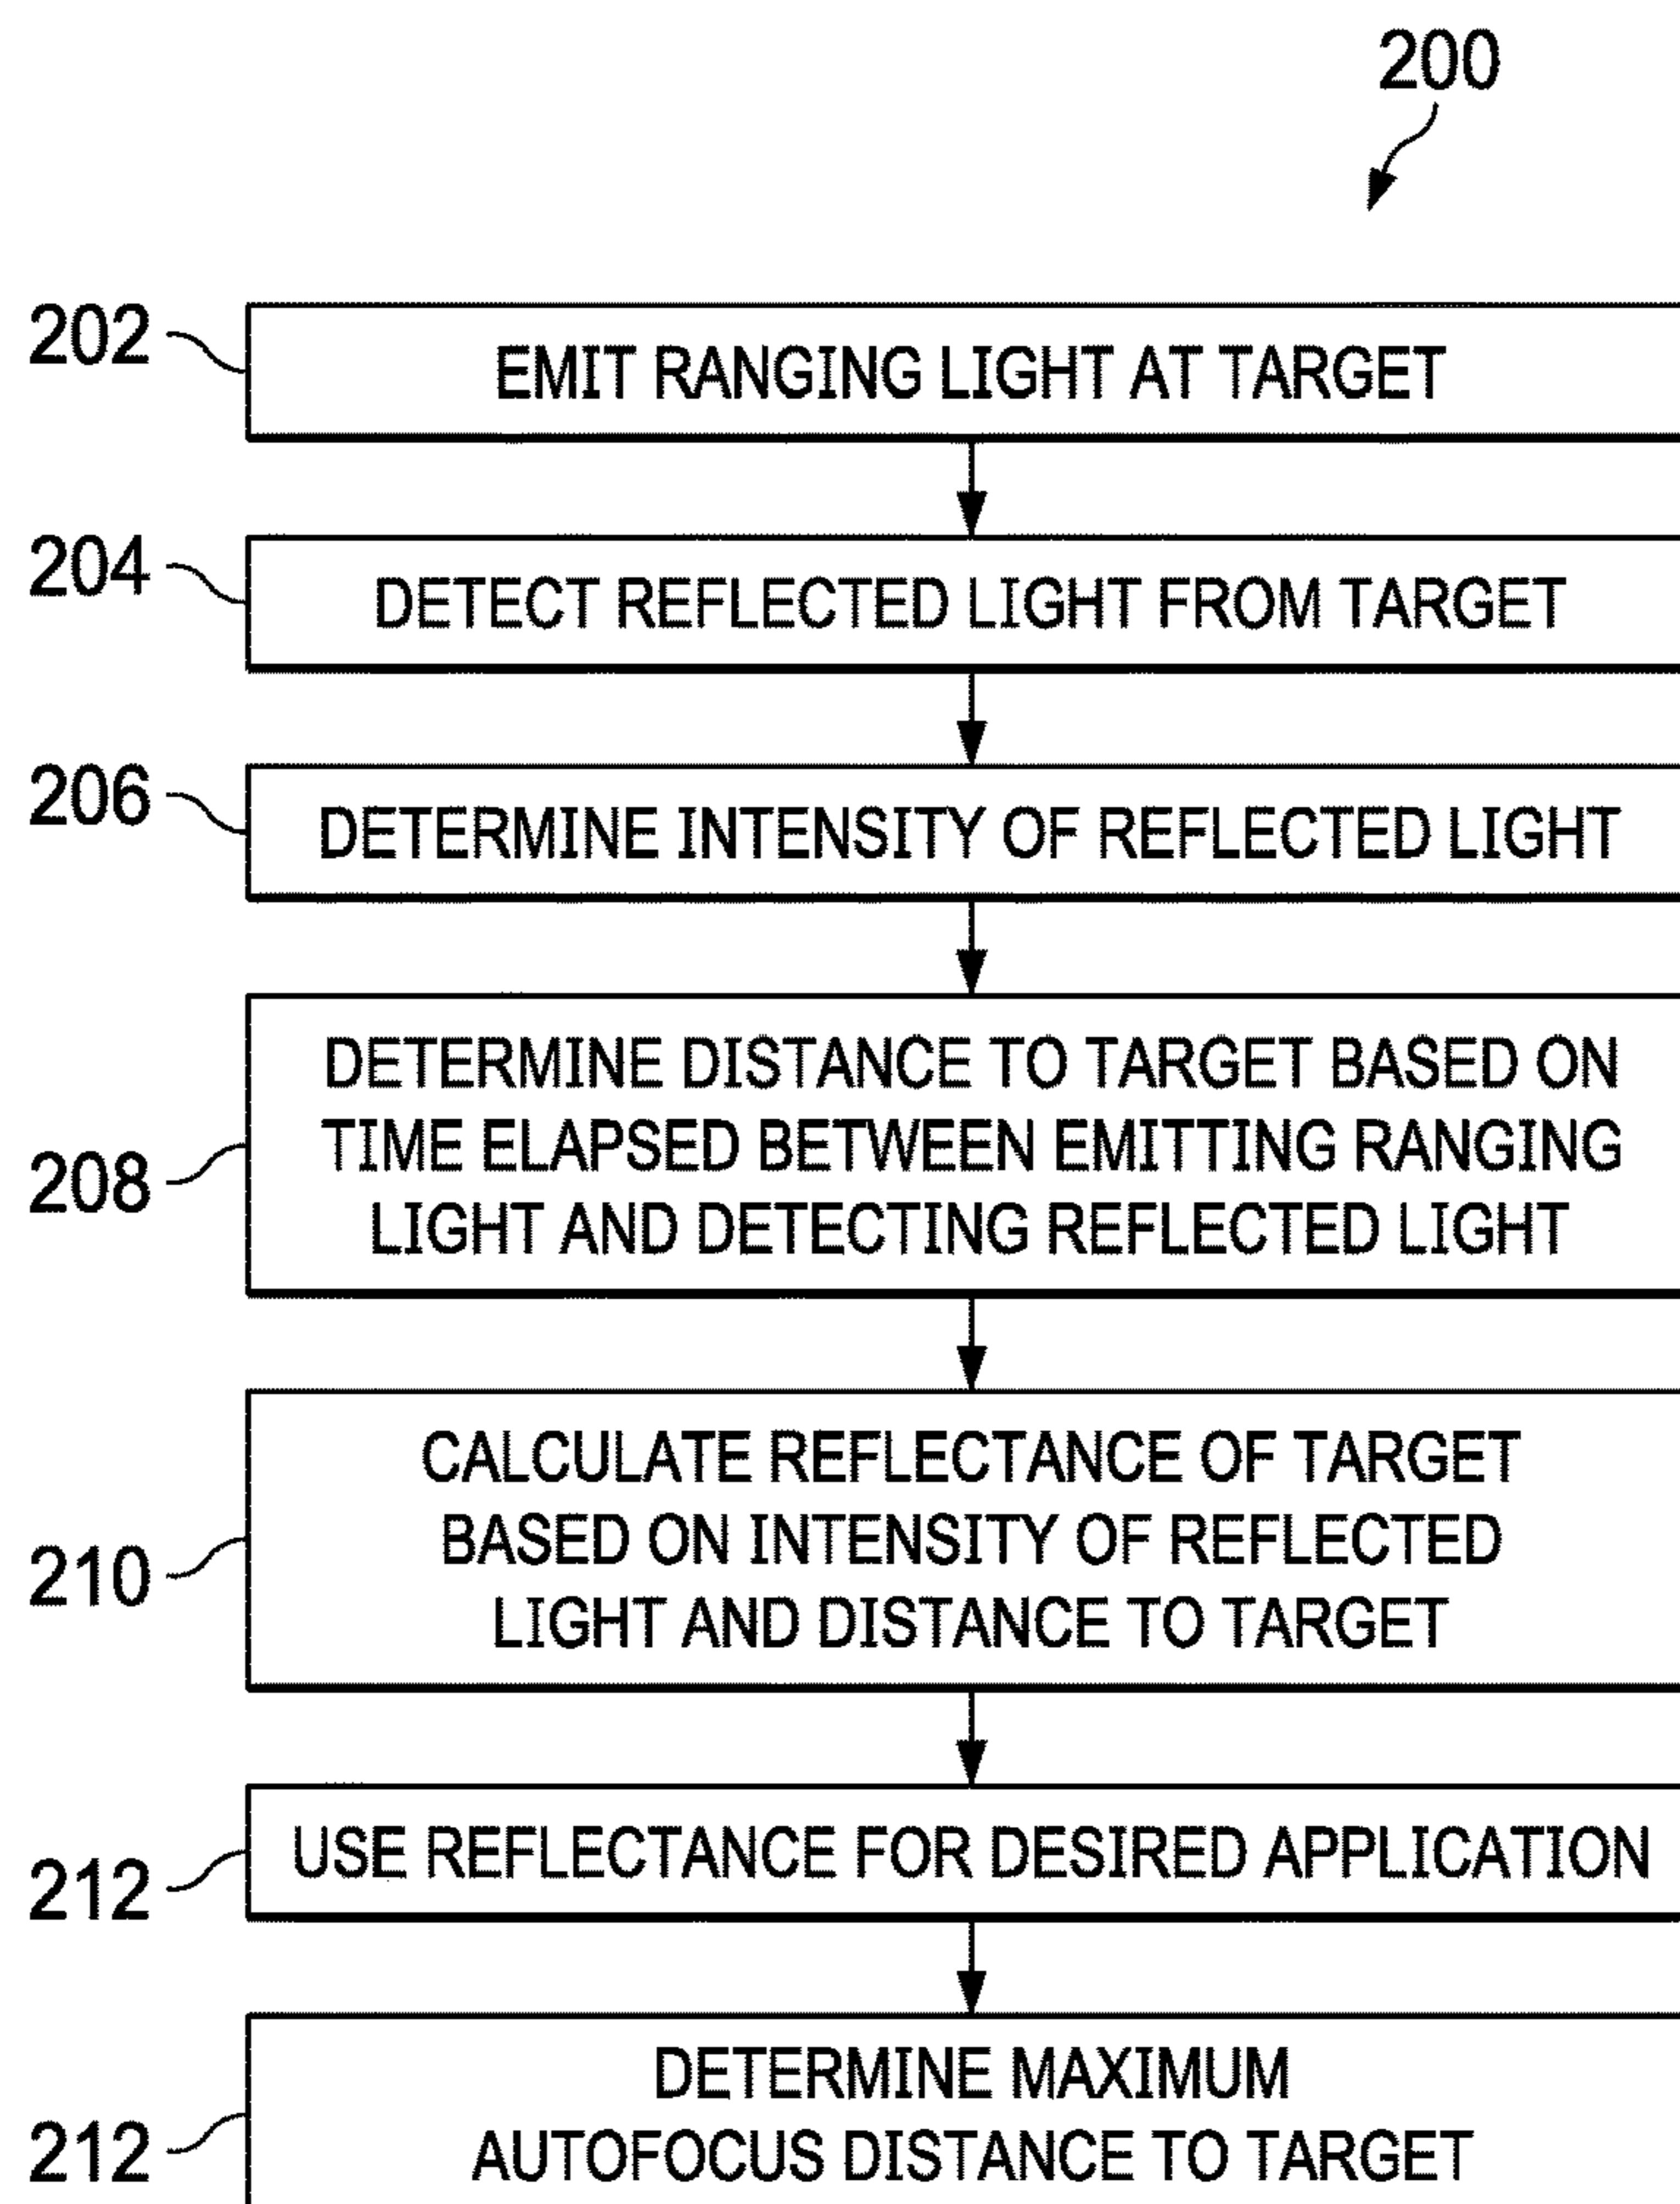 200
202
EMIT RANGING LIGHT AT TARGET
204
DETECT REFLECTED LIGHT FROM TARGET
206
DETERMINE INTENSITY OF REFLECTED LIGHT
208
DETERMINE DISTANCE TO TARGET BASED ON
TIME ELAPSED BETWEEN EMITTING RANGING
LIGHT AND DETECTING REFLECTED LIGHT
210
CALCULATE REFLECTANCE OF TARGET
BASED ON INTENSITY OF REFLECTED
LIGHT AND DISTANCE TO TARGET
212
USE REFLECTANCE FOR DESIRED APPLICATION
212
DETERMINE MAXIMUM
AUTOFOCUS DISTANCE TO TARGET